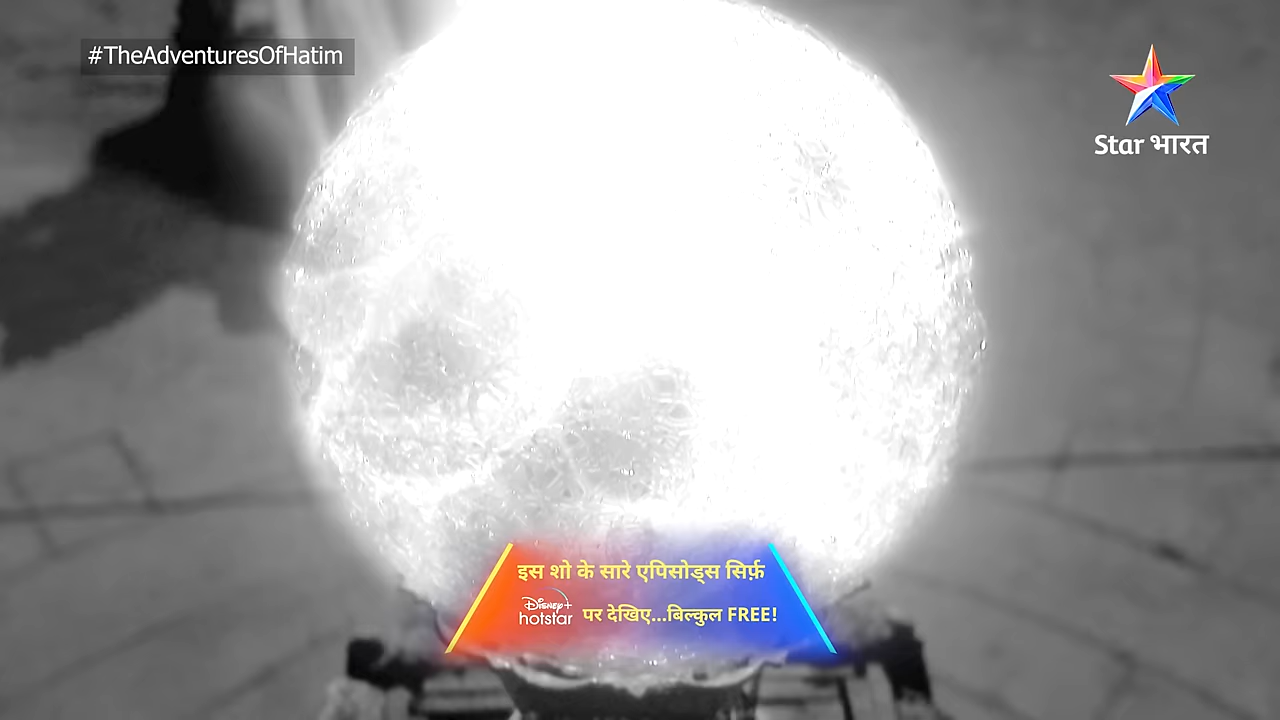 #TheAdventuresOfHatim
Star भारत
इस शो के सारे एपिसोड्स सिर्फ़
Disney+
hotstar पर देखिए...बिल्कुल FREE!